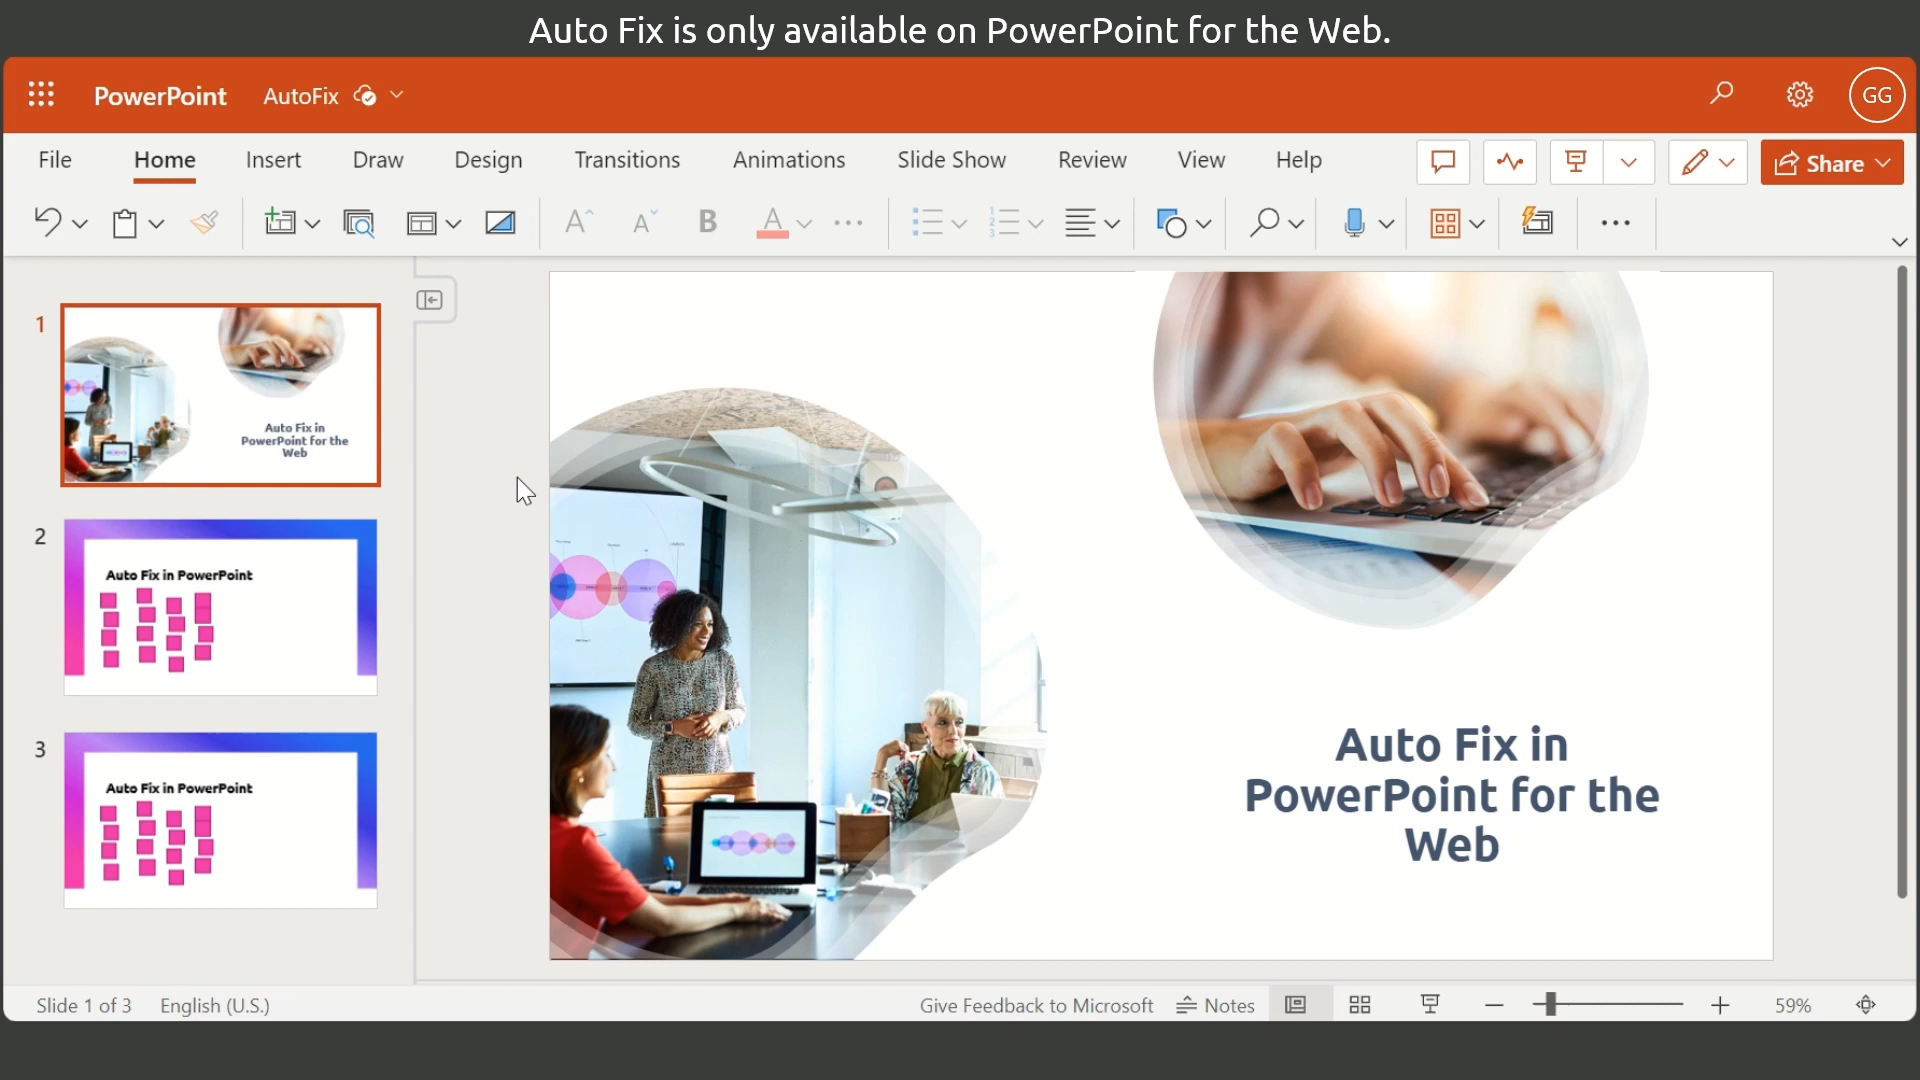 Auto Fix is only available on PowerPoint for the Web.
PowerPoint AutoFix GG
File Home Insert Draw Design Transitions Animations Slide Show Review View Help Share
1
Auto Fix in
PowerPoint for the
Web
2
Auto Fix in PowerPoint
3
Auto Fix in PowerPoint
Auto Fix in
PowerPoint for the
Web
Slide 1 of 3 English (U.S.) Give Feedback to Microsoft Notes 59%